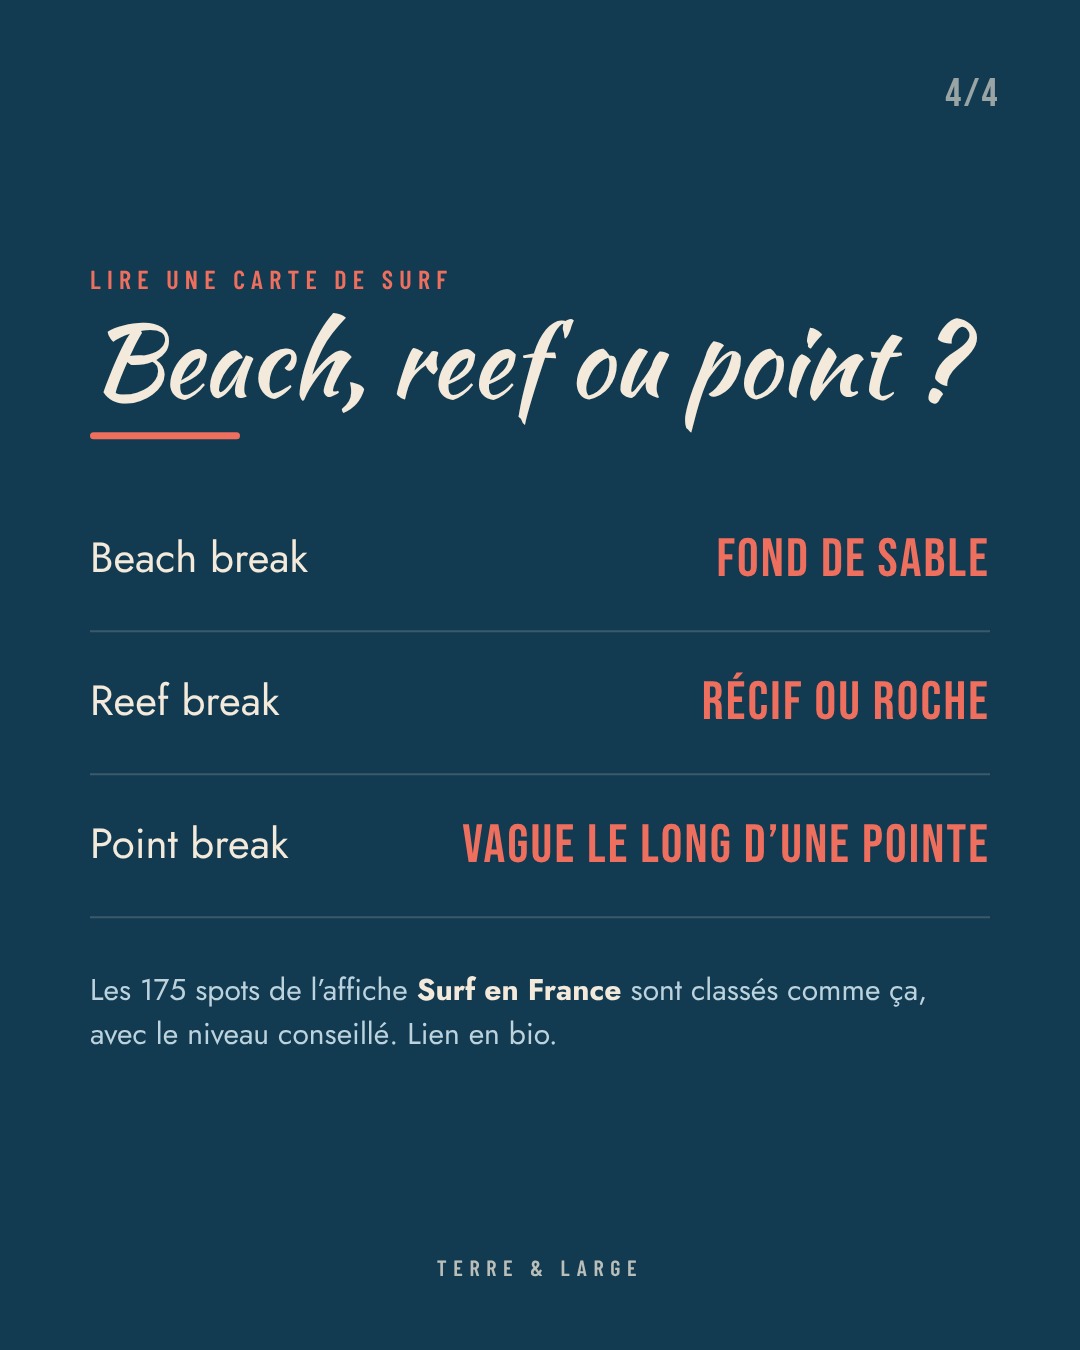 4/4
LIRE UNE CARTE DE SURF
Beach, reef ou point ?
Beach break
FOND DE SABLE
Reef break
RÉCIF OU ROCHE
Point break
VAGUE LE LONG D’UNE POINTE
Les 175 spots de l’affiche Surf en France sont classés comme ça,
avec le niveau conseillé. Lien en bio.
TERRE & LARGE